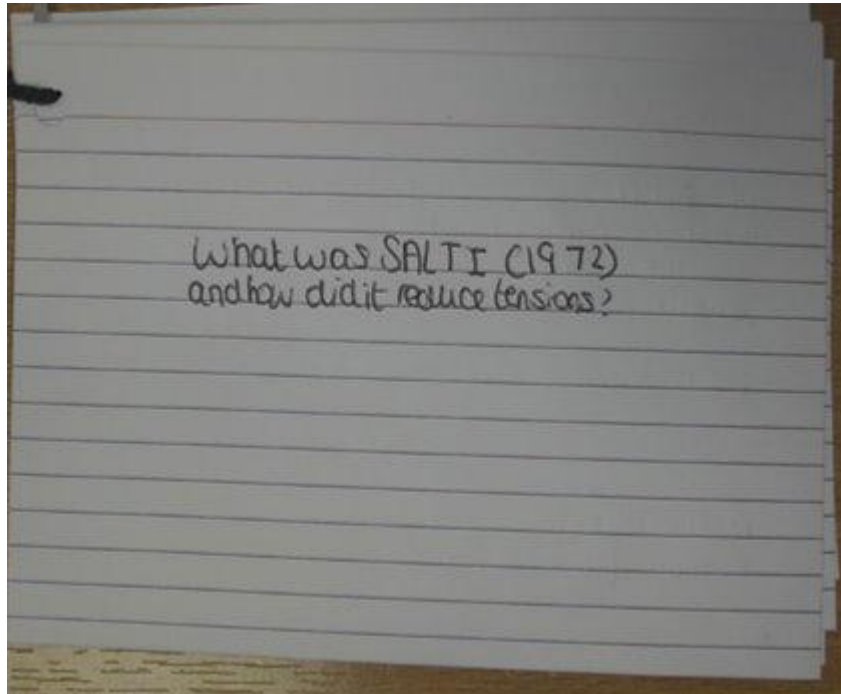 What was SALT I (1972)
and how did it reduce tensions?